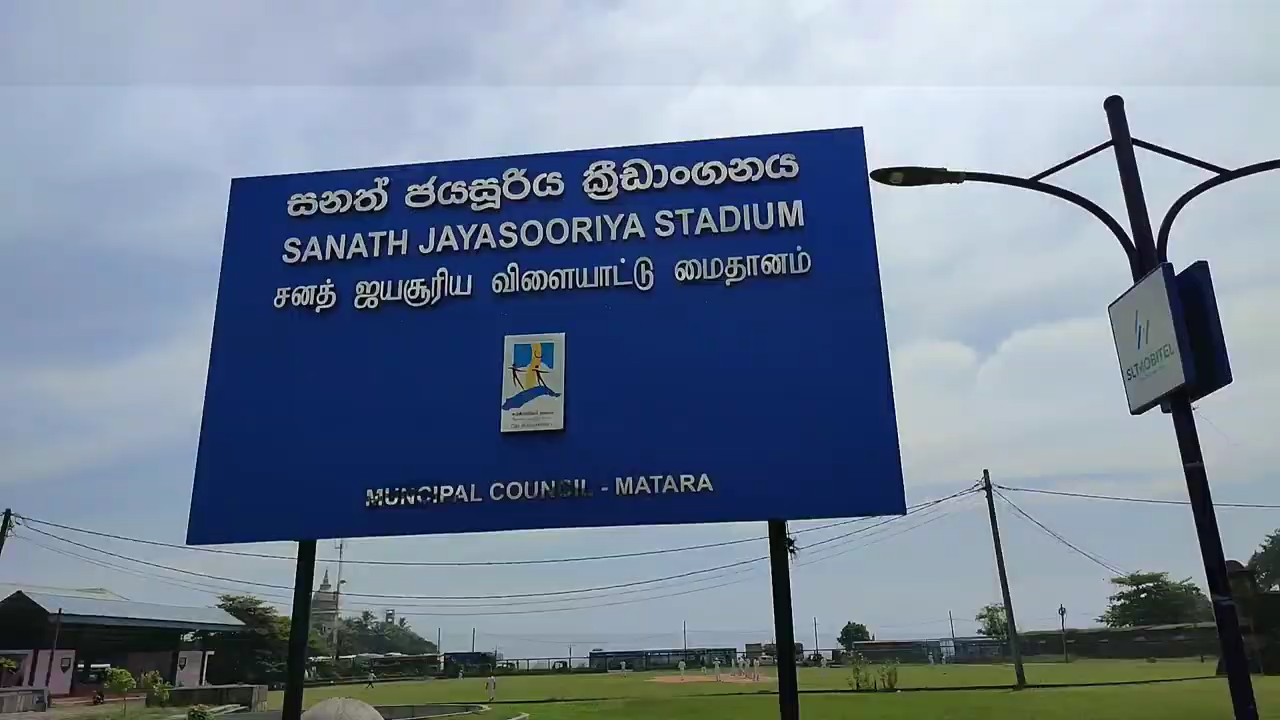 සනත් ජයසූරිය ක්‍රීඩාංගනය
SANATH JAYASOORIYA STADIUM
சனத் ஜயசூரிய விளையாட்டு மைதானம்
MUNCIPAL COUNCIL - MATARA
SLTMOBITEL